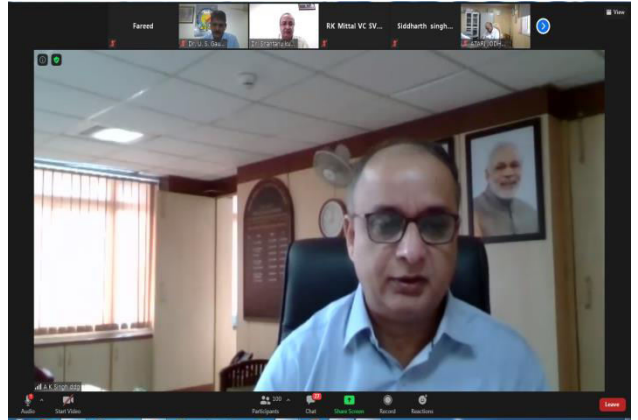 View
Fareed
Dr. U. S. Gau...
RK Mittal VC SV...
Siddharth singh...
A K Singh ddg
100
Audio
Start Video
Participants
Chat
Share Screen
Record
Reactions
Leave